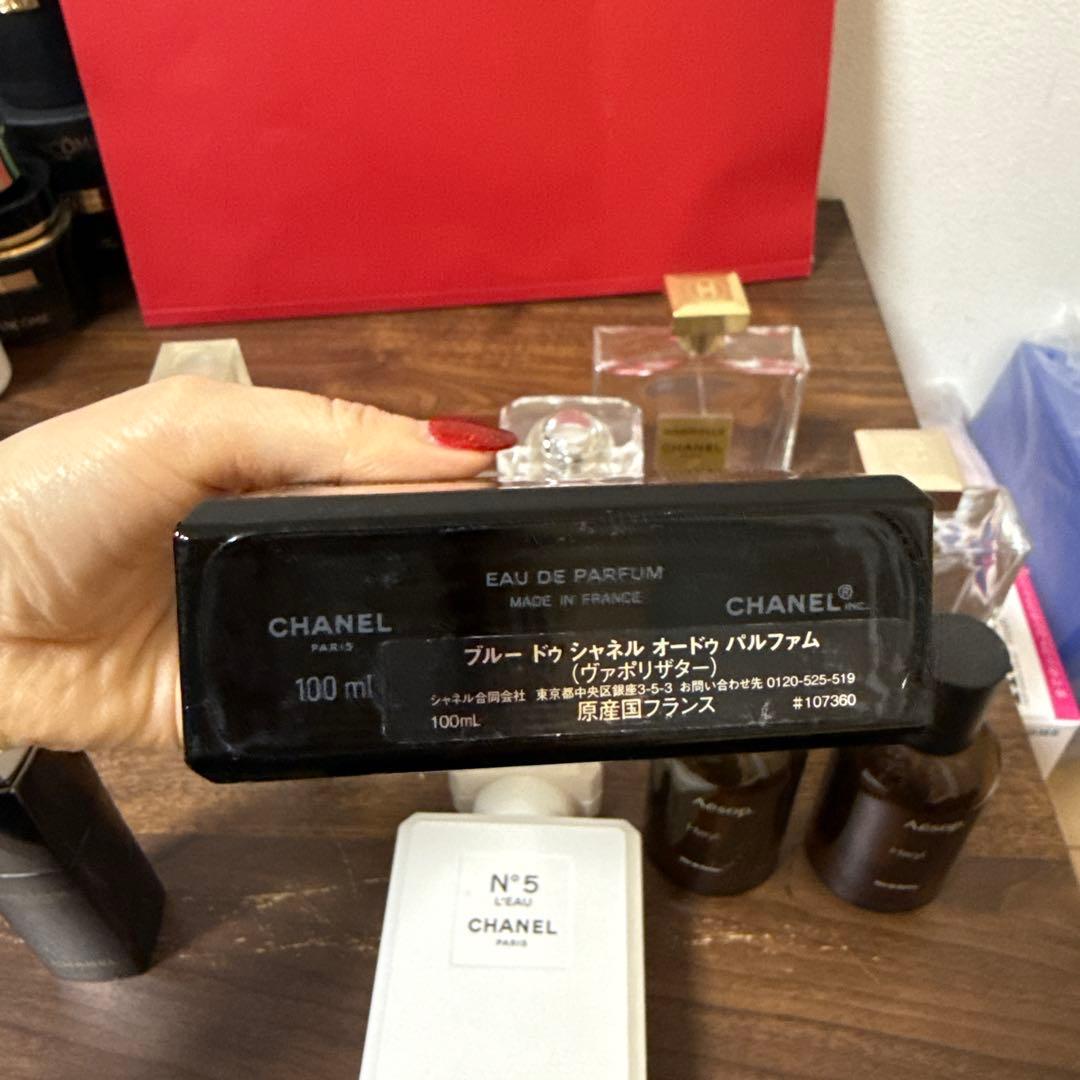 CHANEL
EAU DE PARFUM
MADE IN FRANCE
CHANEL
PARIS
CHANEL® INC.
100 ml
ブルー ドゥ シャネル オードゥ パルファム
(ヴァポリザター)
シャネル合同会社 東京都中央区銀座3-5-3 お問い合わせ先 0120-525-519
100mL 原産国フランス #107360
Aēsop.
Hwyl
Aēsop.
Hwyl
N°5
L'EAU
CHANEL
PARIS